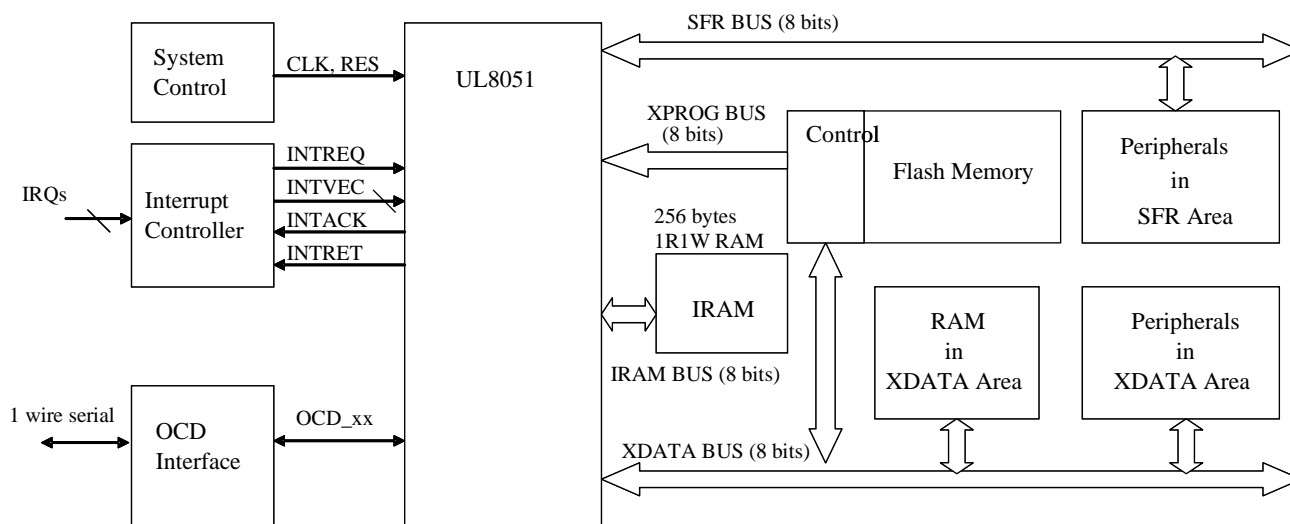 System
Control
CLK, RES
UL8051
SFR BUS (8 bits)
XPROG BUS
(8 bits)
Control
Flash Memory
Peripherals
in
SFR Area
IRQs
Interrupt
Controller
INTREQ
INTVEC
INTACK
INTRET
256 bytes
1R1W RAM
IRAM
IRAM BUS (8 bits)
RAM
in
XDATA Area
Peripherals
in
XDATA Area
1 wire serial
OCD
Interface
OCD_xx
XDATA BUS (8 bits)